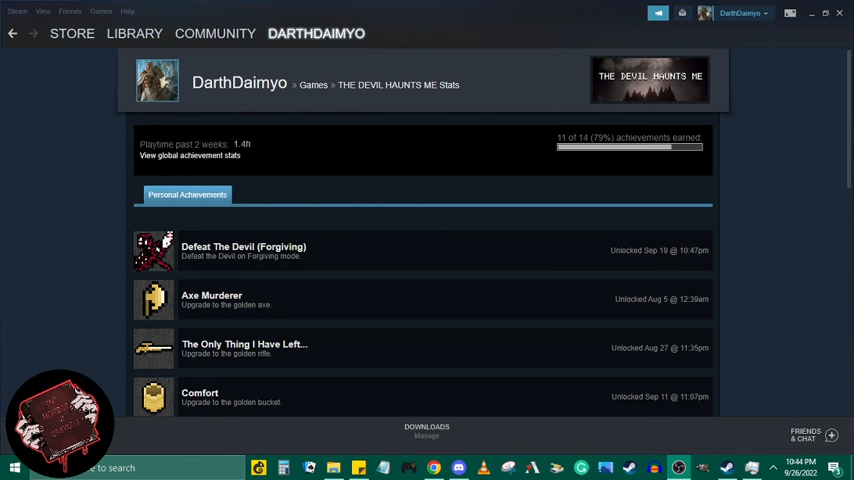 Steam View Friends Games Help
DarthDaimyo
STORE LIBRARY COMMUNITY DARTHDAIMYO
DarthDaimyo » Games » THE DEVIL HAUNTS ME Stats
THE DEVIL HAUNTS ME
Playtime past 2 weeks: 1.4h
View global achievement stats
11 of 14 (79%) achievements earned:
Personal Achievements
Defeat The Devil (Forgiving)
Defeat the Devil on Forgiving mode.
Unlocked Sep 19 @ 10:47pm
Axe Murderer
Upgrade to the golden axe.
Unlocked Aug 5 @ 12:39am
The Only Thing I Have Left...
Upgrade to the golden rifle.
Unlocked Aug 27 @ 11:35pm
Comfort
Upgrade to the golden bucket.
Unlocked Sep 11 @ 11:07pm
DOWNLOADS
Manage
FRIENDS
& CHAT
e to search
10:44 PM
9/26/2022
3